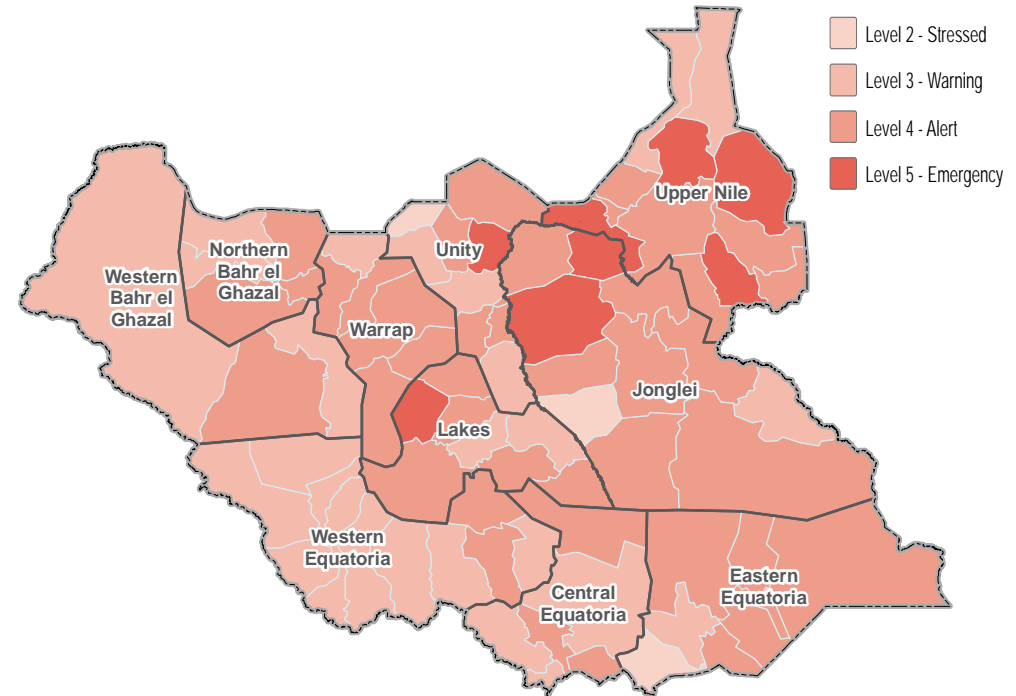 Level 2 - Stressed
Level 3 - Warning
Level 4 - Alert
Level 5 - Emergency
Upper Nile
Unity
Northern
Bahr el
Ghazal
Western
Bahr el
Ghazal
Warrap
Jonglei
Lakes
Western
Equatoria
Central
Equatoria
Eastern
Equatoria